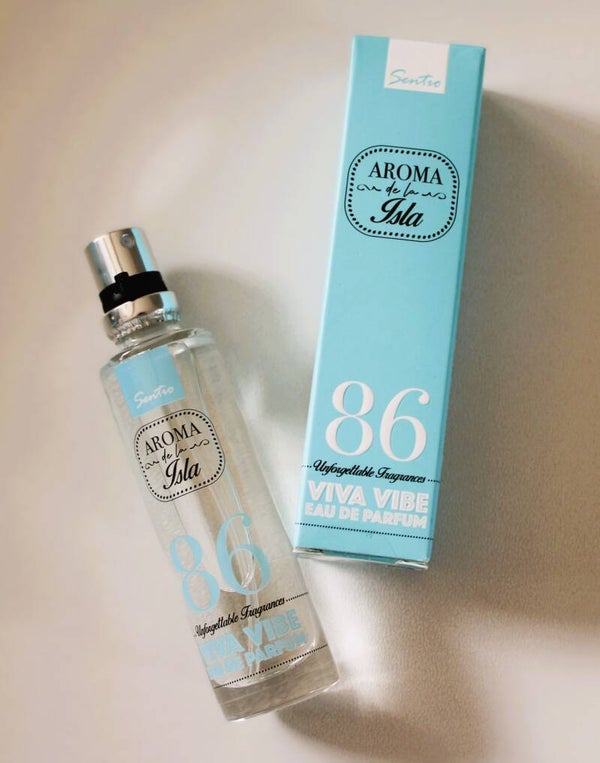 Sentro
AROMA
de la
Isla
86
Unforgettable Fragrances
VIVA VIBE
EAU DE PARFUM
Sentro
AROMA
de la
Isla
86
Unforgettable Fragrances
VIVA VIBE
EAU DE PARFUM